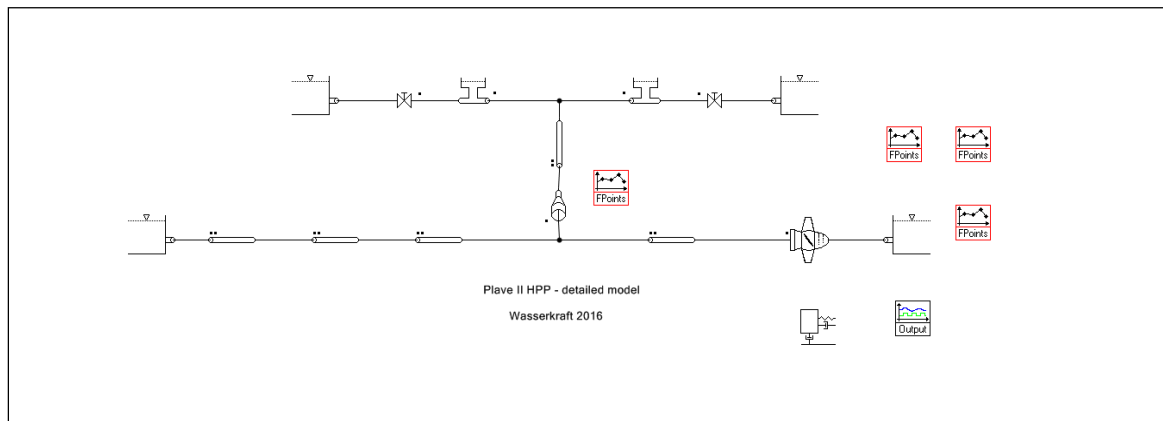 FPoints
FPoints
FPoints
FPoints
Plave II HPP - detailed model
Wasserkraft 2016
Output